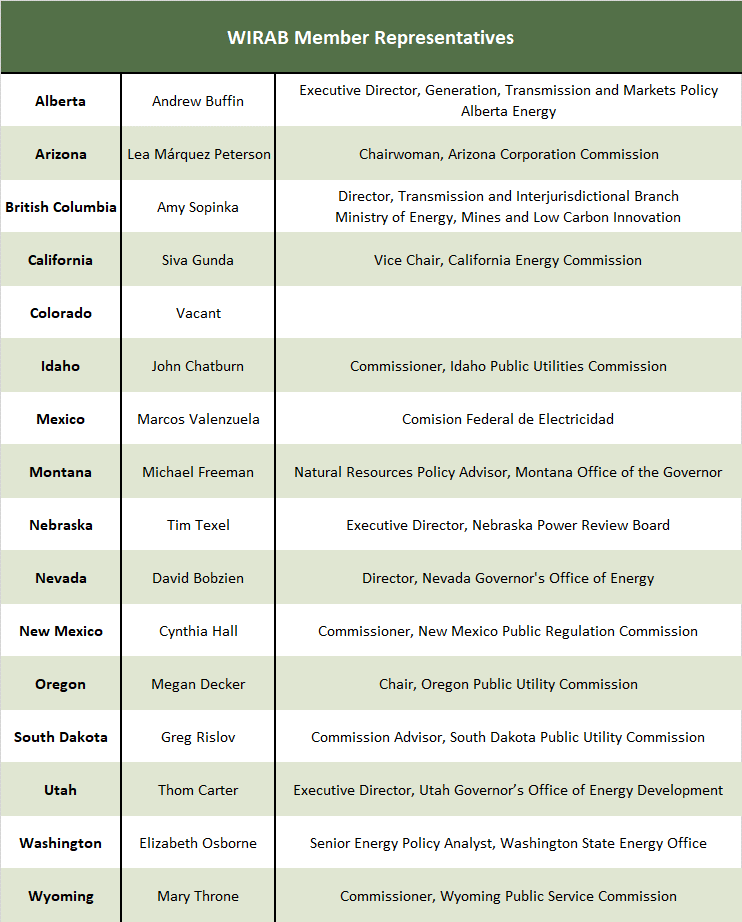 WIRAB Member Representatives
Alberta Andrew Buffin Executive Director, Generation, Transmission and Markets Policy
Alberta Energy
Arizona Lea Márquez Peterson Chairwoman, Arizona Corporation Commission
British Columbia Amy Sopinka Director, Transmission and Interjurisdictional Branch
Ministry of Energy, Mines and Low Carbon Innovation
California Siva Gunda Vice Chair, California Energy Commission
Colorado Vacant
Idaho John Chatburn Commissioner, Idaho Public Utilities Commission
Mexico Marcos Valenzuela Comision Federal de Electricidad
Montana Michael Freeman Natural Resources Policy Advisor, Montana Office of the Governor
Nebraska Tim Texel Executive Director, Nebraska Power Review Board
Nevada David Bobzien Director, Nevada Governor's Office of Energy
New Mexico Cynthia Hall Commissioner, New Mexico Public Regulation Commission
Oregon Megan Decker Chair, Oregon Public Utility Commission
South Dakota Greg Rislov Commission Advisor, South Dakota Public Utility Commission
Utah Thom Carter Executive Director, Utah Governor’s Office of Energy Development
Washington Elizabeth Osborne Senior Energy Policy Analyst, Washington State Energy Office
Wyoming Mary Throne Commissioner, Wyoming Public Service Commission